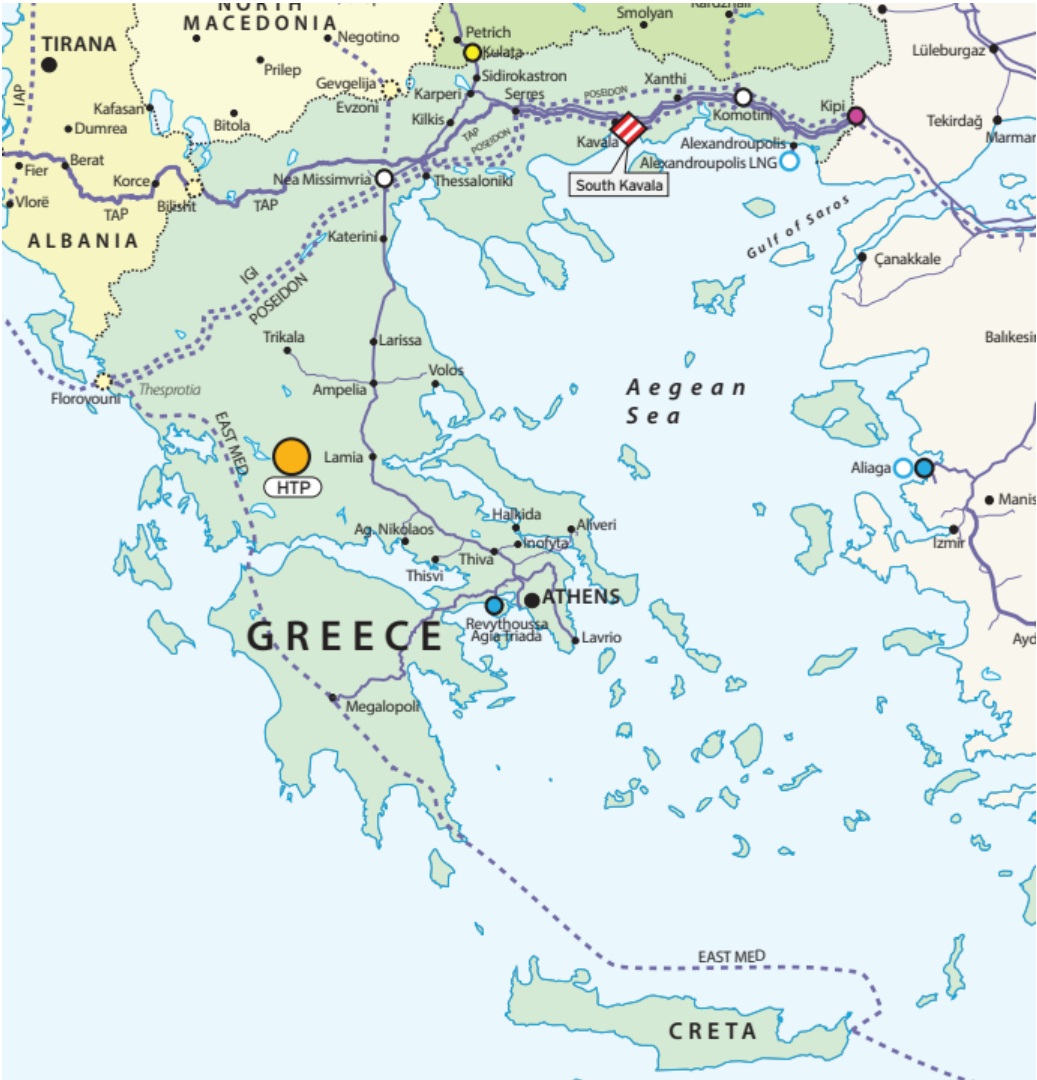 NORTH
MACEDONIA
TIRANA
IAP
Negotino
Prilep
Petrich
Kulata
Smolyan
Kardzhali
Lüleburgaz
Sidirokastron
Gevgelija
Evzoni
Karperi
Serres
POSEIDON
Xanthi
Komotini
Kipi
Kafasan
Dumrea
Bitola
Kilkis
TAP
POSEIDON
Kavala
Alexandroupolis
Alexandroupolis LNG
Tekirdağ
Marmar
Fier
Berat
Korce
Nea Missimvria
Thessaloniki
South Kavala
Vlorë
TAP
Bilisht
TAP
ALBANIA
Katerini
Gulf of Saros
Çanakkale
IGI
POSEIDON
Trikala
Larissa
Balıkesir
Florovouni
Thesprotia
Ampelia
Volos
Aegean
Sea
EAST MED
HTP
Lamia
Aliaga
Manis
Ag. Nikolaos
Halkida
Aliveri
Inofyta
Thiva
Thisvi
Izmir
ATHENS
Revythoussa
Agia Triada
Lavrio
GREECE
Ayd
Megalopoli
EAST MED
CRETA